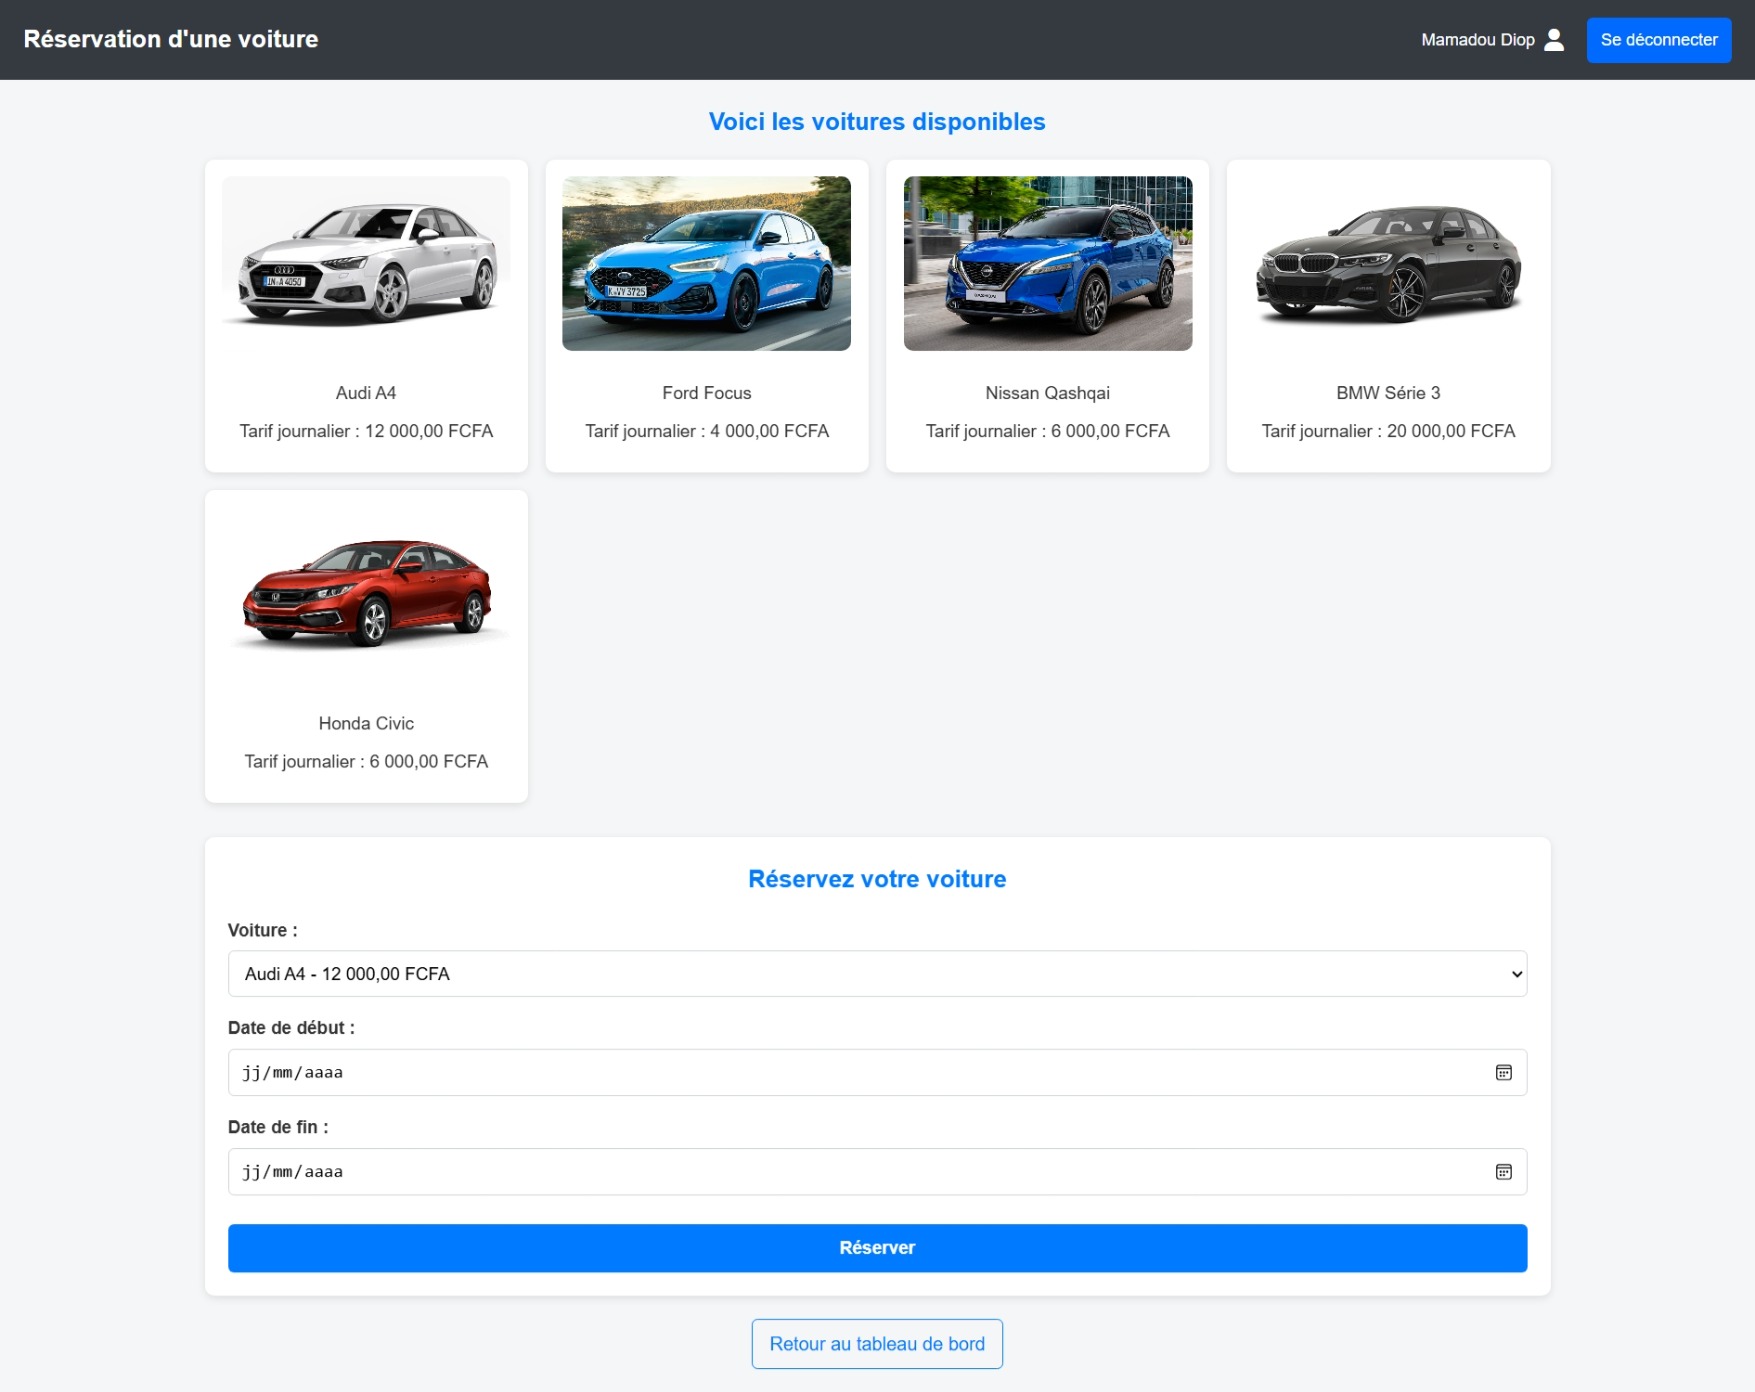 Réservation d'une voiture
Mamadou Diop
Se déconnecter
Voici les voitures disponibles
IN·A 4050
K·VY 3725
QASHQAI
Audi A4
Ford Focus
Nissan Qashqai
BMW Série 3
Tarif journalier : 12 000,00 FCFA
Tarif journalier : 4 000,00 FCFA
Tarif journalier : 6 000,00 FCFA
Tarif journalier : 20 000,00 FCFA
Honda Civic
Tarif journalier : 6 000,00 FCFA
Réservez votre voiture
Voiture :
Audi A4 - 12 000,00 FCFA
Date de début :
jj/mm/aaaa
Date de fin :
jj/mm/aaaa
Réserver
Retour au tableau de bord